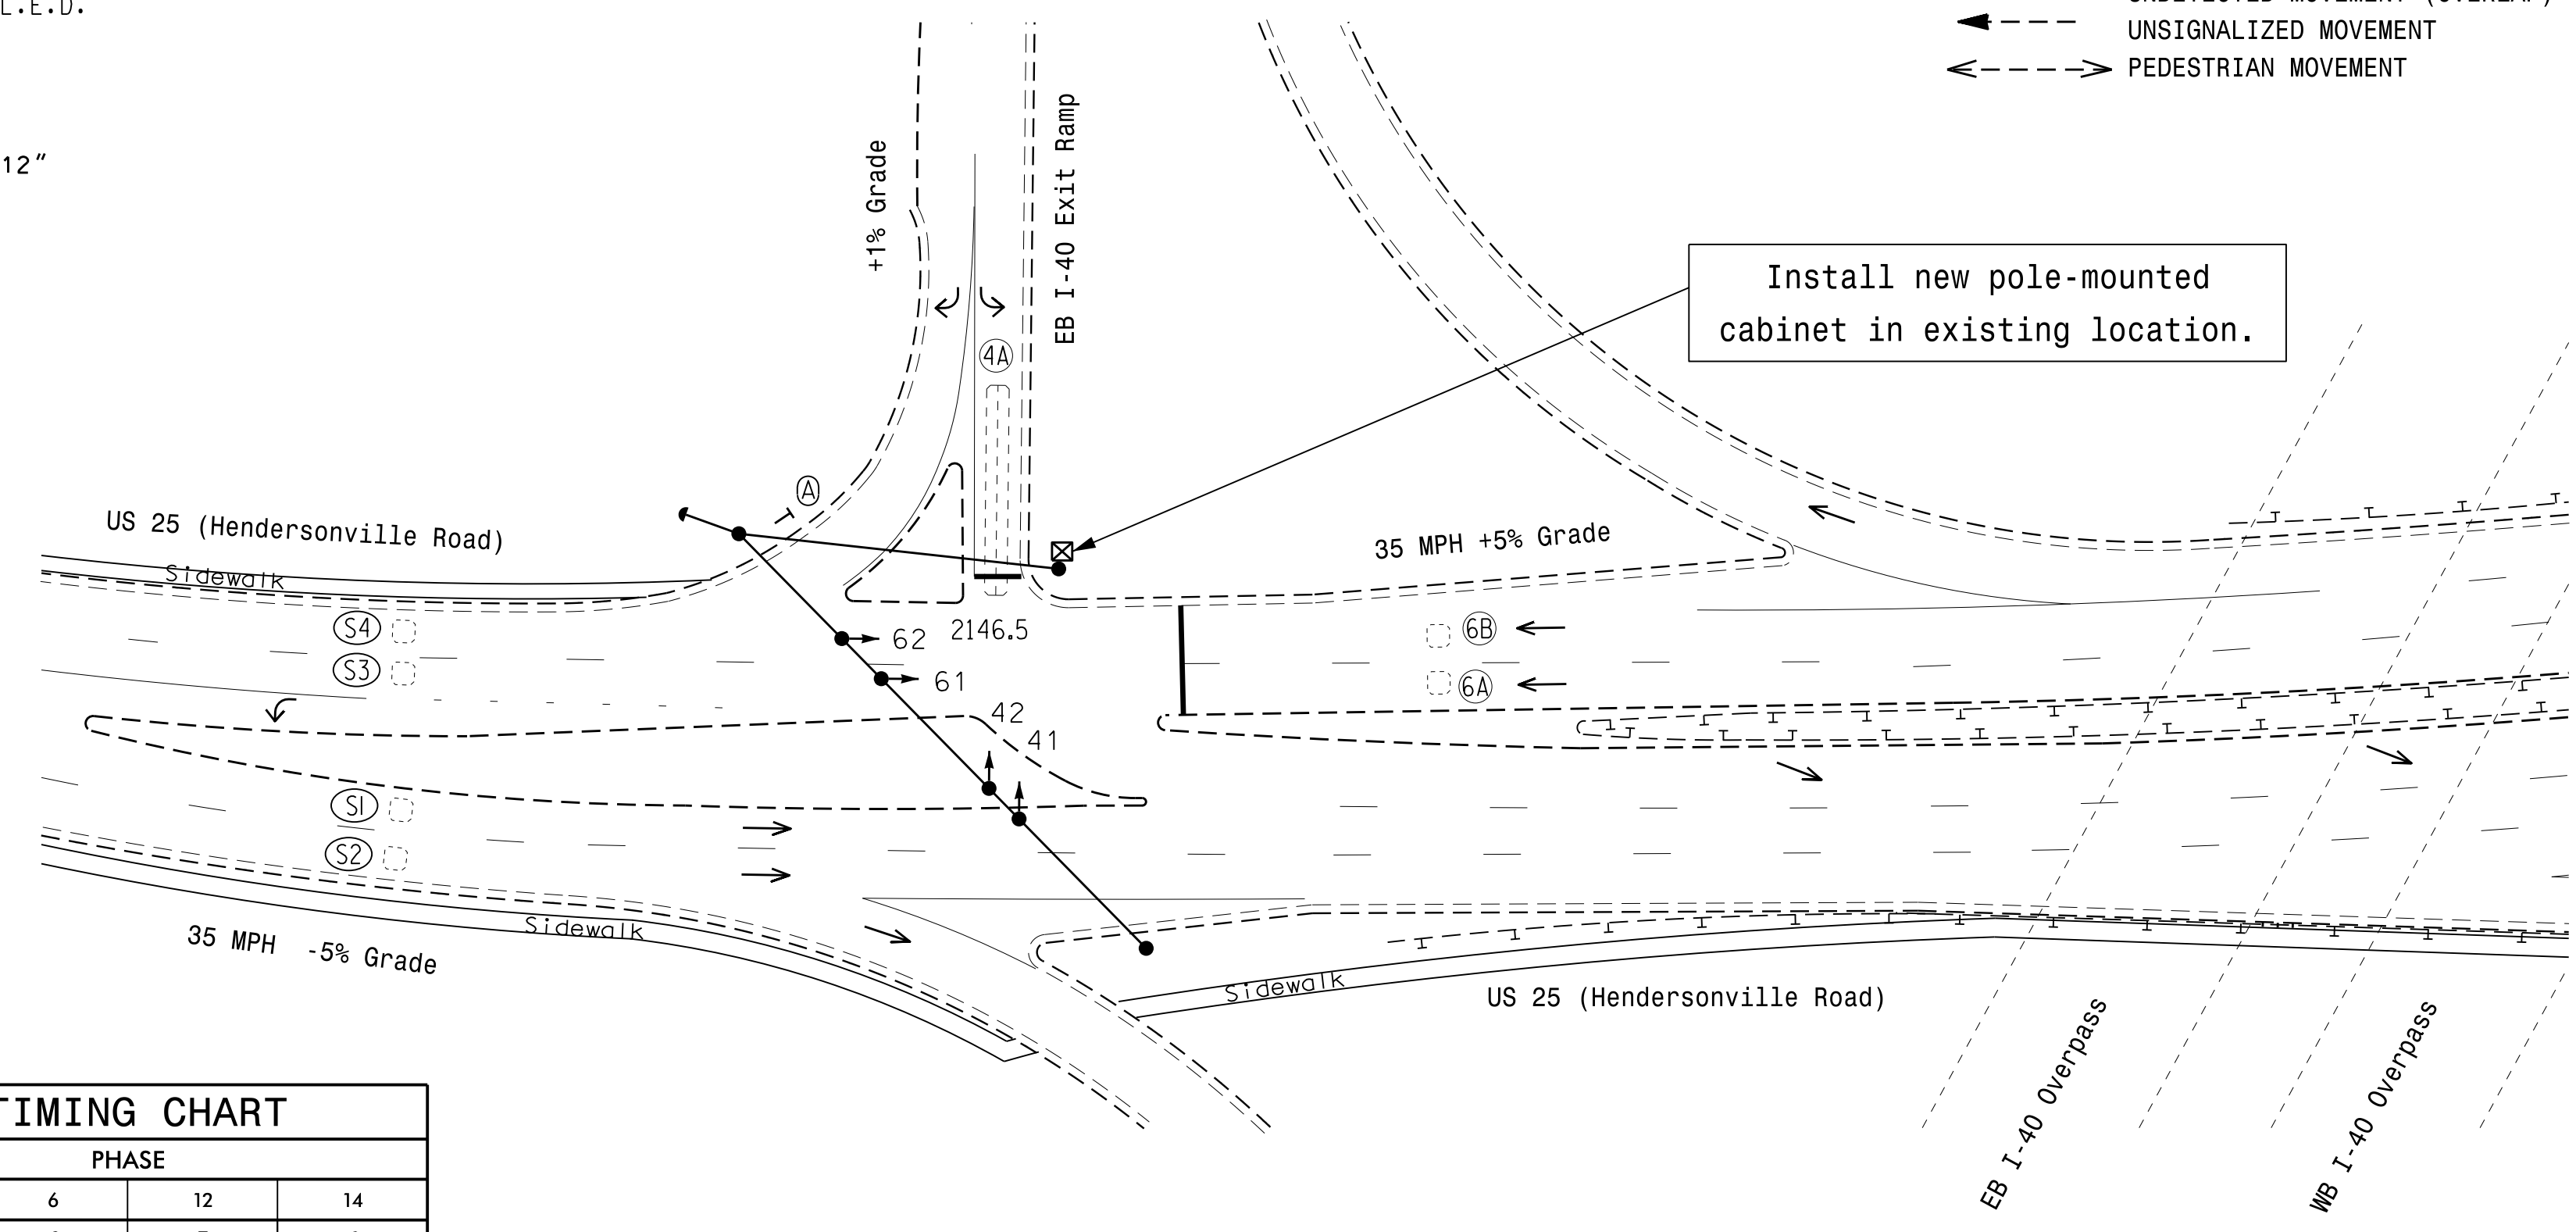 L.E.D.
UNSIGNALIZED MOVEMENT
PEDESTRIAN MOVEMENT
12"
+1% Grade
EB I-40 Exit Ramp
Install new pole-mounted
cabinet in existing location.
4A
A
US 25 (Hendersonville Road)
Sidewalk
35 MPH +5% Grade
S4
S3
62
2146.5
61
6B
6A
42
41
S1
S2
Sidewalk
35 MPH -5% Grade
Sidewalk
US 25 (Hendersonville Road)
EB I-40 Overpass
WB I-40 Overpass
TIMING CHART
PHASE
6
12
14